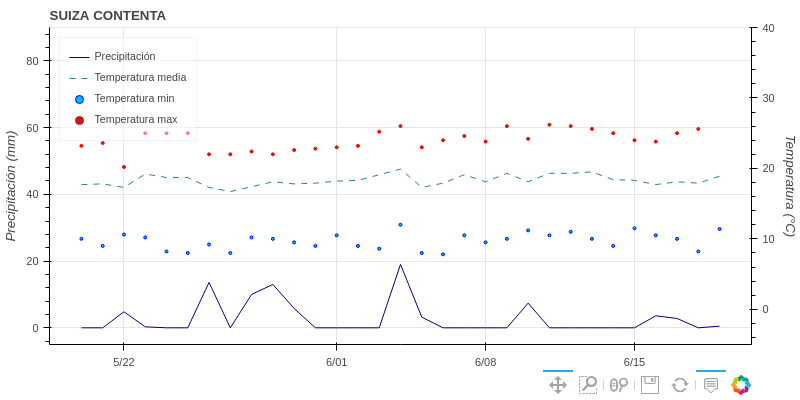 SUIZA CONTENTA
Precipitación
Temperatura media
Temperatura min
Temperatura max
Precipitación (mm)
80
60
40
20
0
Temperatura (°C)
40
30
20
10
0
5/22
6/01
6/08
6/15